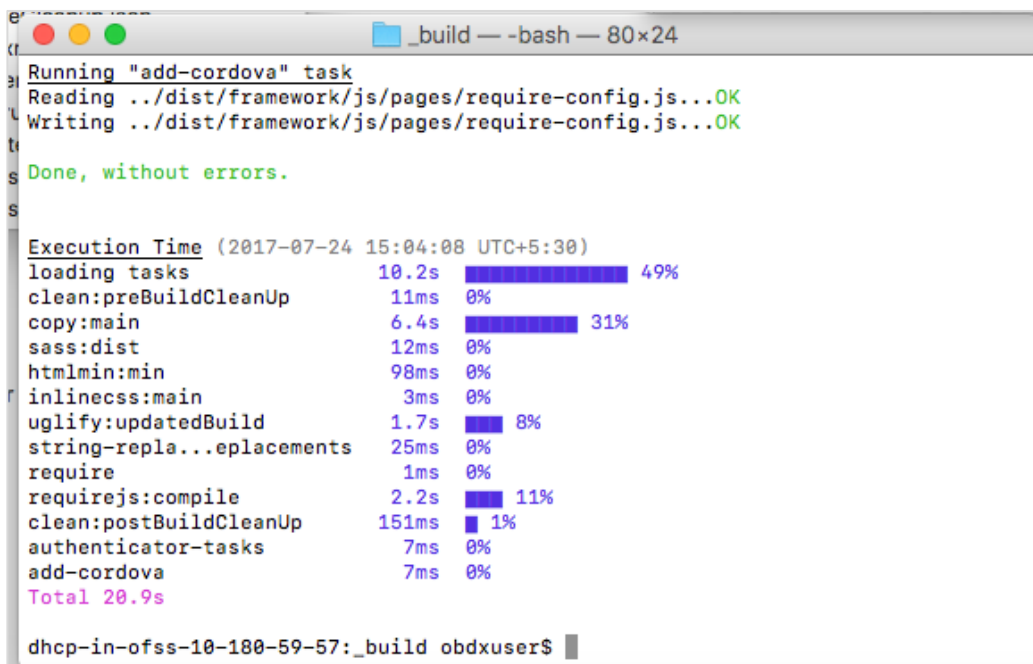 _build — -bash — 80×24
Running "add-cordova" task
Reading ../dist/framework/js/pages/require-config.js...OK
Writing ../dist/framework/js/pages/require-config.js...OK
Done, without errors.
Execution Time (2017-07-24 15:04:08 UTC+5:30)
loading tasks 10.2s 49%
clean:preBuildCleanUp 11ms 0%
copy:main 6.4s 31%
sass:dist 12ms 0%
htmlmin:min 98ms 0%
inlinecss:main 3ms 0%
uglify:updatedBuild 1.7s 8%
string-repla...eplacements 25ms 0%
require 1ms 0%
requirejs:compile 2.2s 11%
clean:postBuildCleanUp 151ms 1%
authenticator-tasks 7ms 0%
add-cordova 7ms 0%
Total 20.9s
dhcp-in-ofss-10-180-59-57:_build obdxuser$